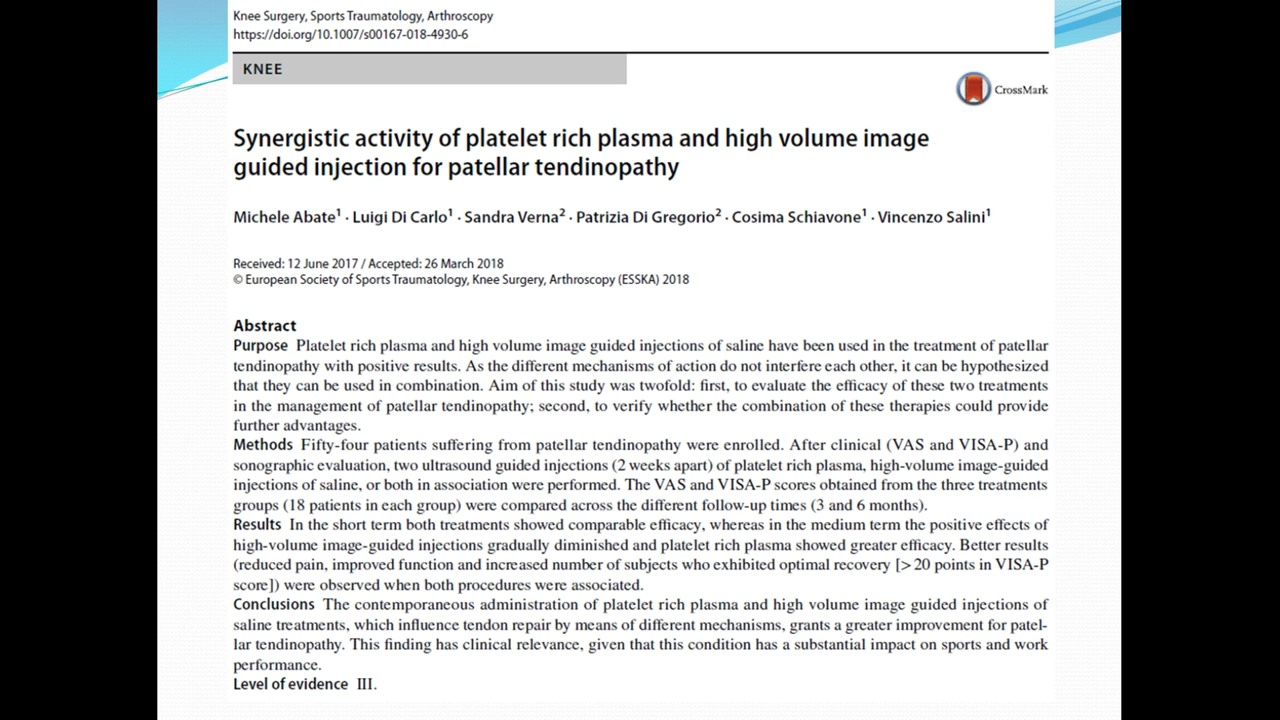 Knee Surgery, Sports Traumatology, Arthroscopy
https://doi.org/10.1007/s00167-018-4930-6
KNEE
CrossMark
Synergistic activity of platelet rich plasma and high volume image
guided injection for patellar tendinopathy
Michele Abate1 · Luigi Di Carlo1 · Sandra Verna2 · Patrizia Di Gregorio2 · Cosima Schiavone1 · Vincenzo Salini1
Received: 12 June 2017 / Accepted: 26 March 2018
© European Society of Sports Traumatology, Knee Surgery, Arthroscopy (ESSKA) 2018
Abstract
Purpose Platelet rich plasma and high volume image guided injections of saline have been used in the treatment of patellar
tendinopathy with positive results. As the different mechanisms of action do not interfere each other, it can be hypothesized
that they can be used in combination. Aim of this study was twofold: first, to evaluate the efficacy of these two treatments
in the management of patellar tendinopathy; second, to verify whether the combination of these therapies could provide
further advantages.
Methods Fifty-four patients suffering from patellar tendinopathy were enrolled. After clinical (VAS and VISA-P) and
sonographic evaluation, two ultrasound guided injections (2 weeks apart) of platelet rich plasma, high-volume image-guided
injections of saline, or both in association were performed. The VAS and VISA-P scores obtained from the three treatments
groups (18 patients in each group) were compared across the different follow-up times (3 and 6 months).
Results In the short term both treatments showed comparable efficacy, whereas in the medium term the positive effects of
high-volume image-guided injections gradually diminished and platelet rich plasma showed greater efficacy. Better results
(reduced pain, improved function and increased number of subjects who exhibited optimal recovery [> 20 points in VISA-P
score]) were observed when both procedures were associated.
Conclusions The contemporaneous administration of platelet rich plasma and high volume image guided injections of
saline treatments, which influence tendon repair by means of different mechanisms, grants a greater improvement for patel-
lar tendinopathy. This finding has clinical relevance, given that this condition has a substantial impact on sports and work
performance.
Level of evidence III.